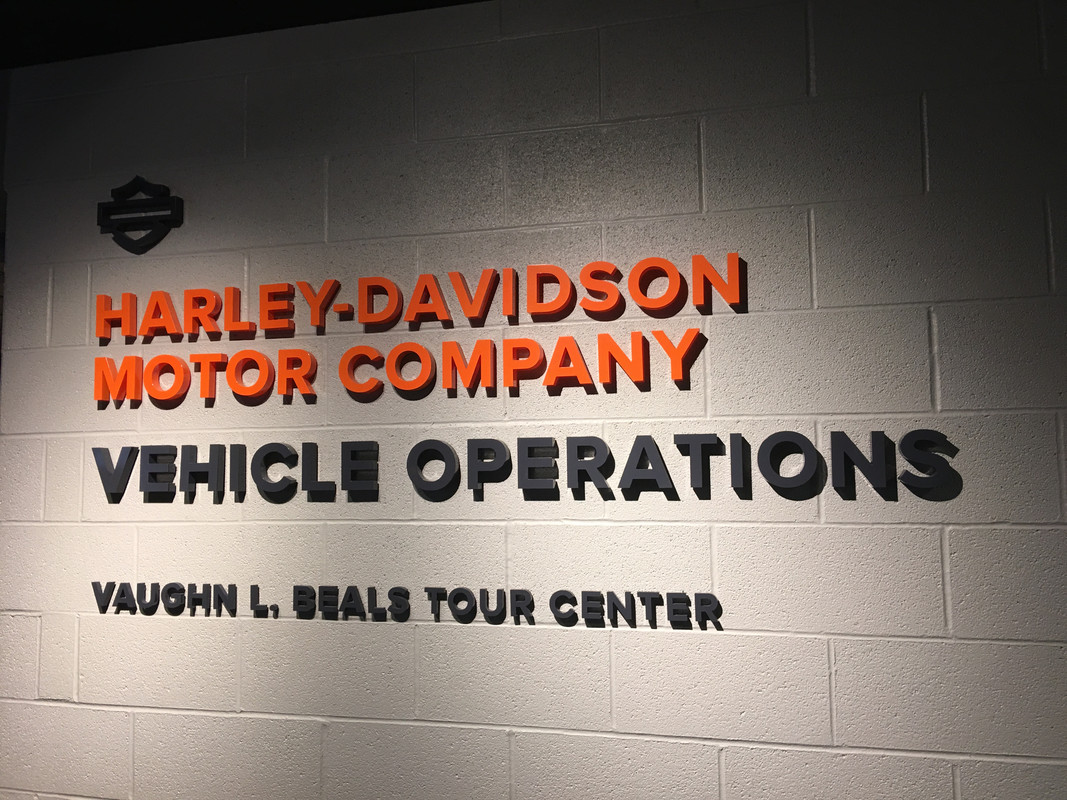 HARLEY-DAVIDSON
MOTOR COMPANY
VEHICLE OPERATIONS
VAUGHN L. BEALS TOUR CENTER